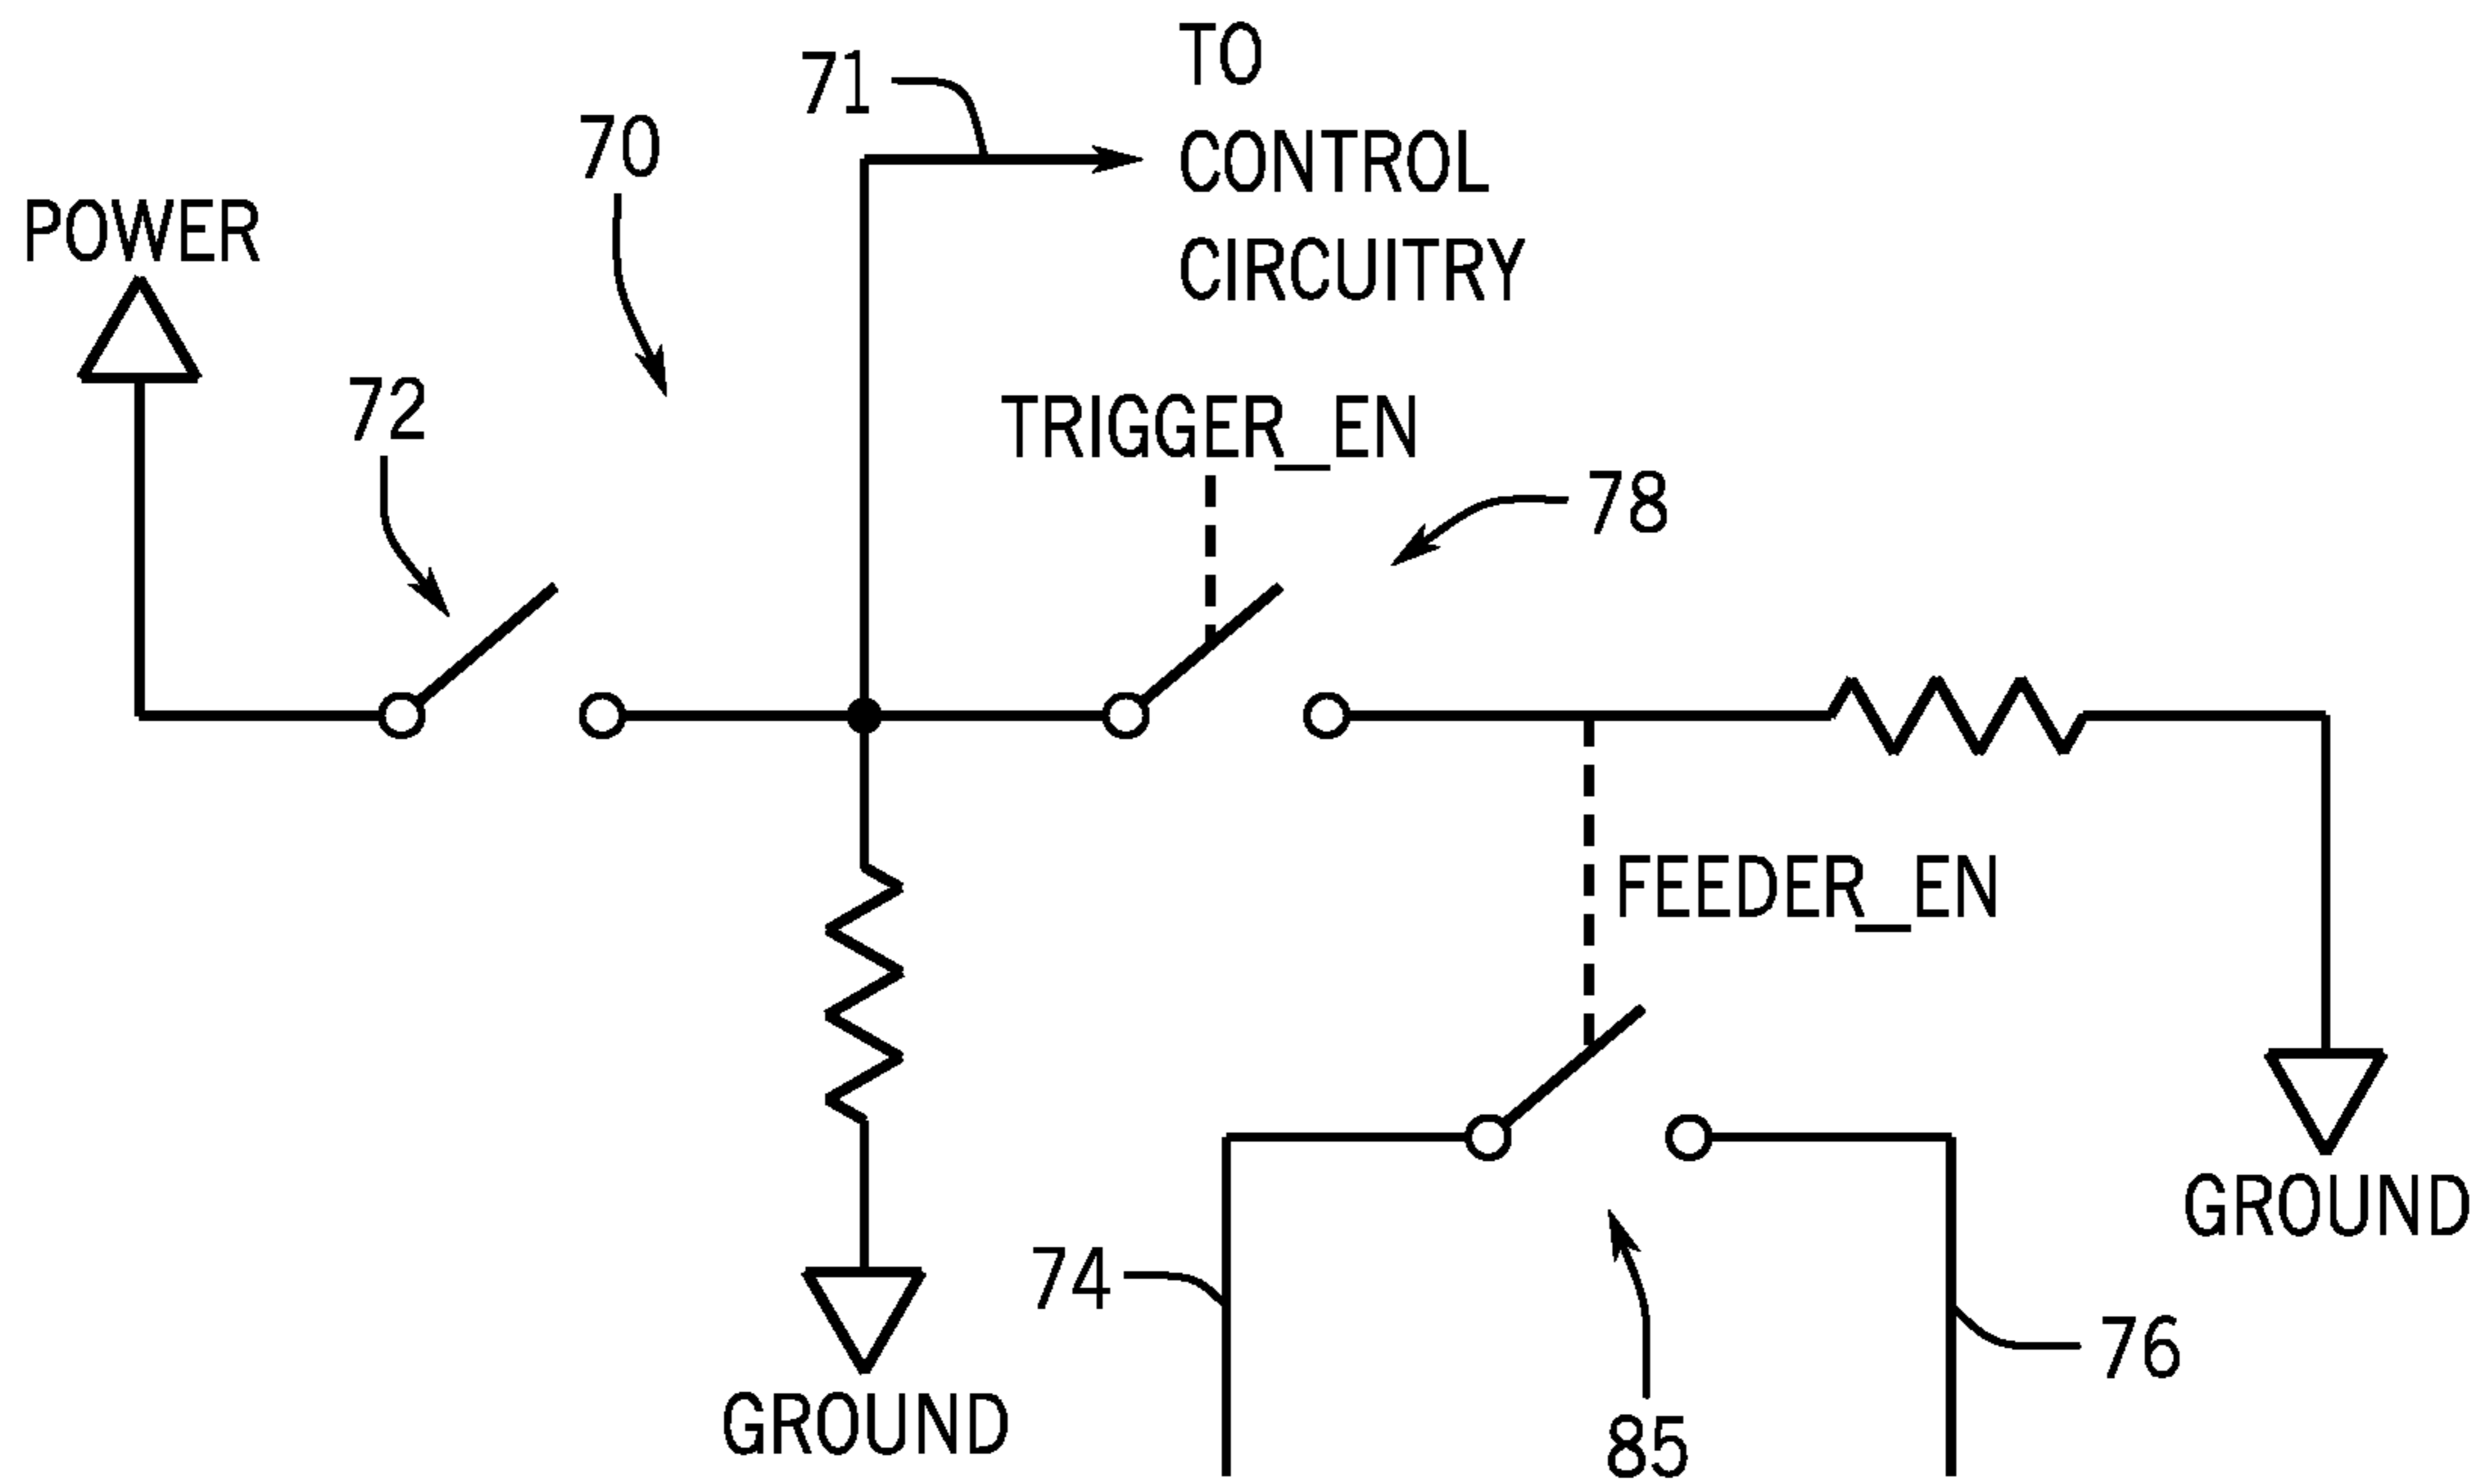 71
TO
CONTROL
CIRCUITRY
70
POWER
72
TRIGGER_EN
78
FEEDER_EN
GROUND
74
76
GROUND
85